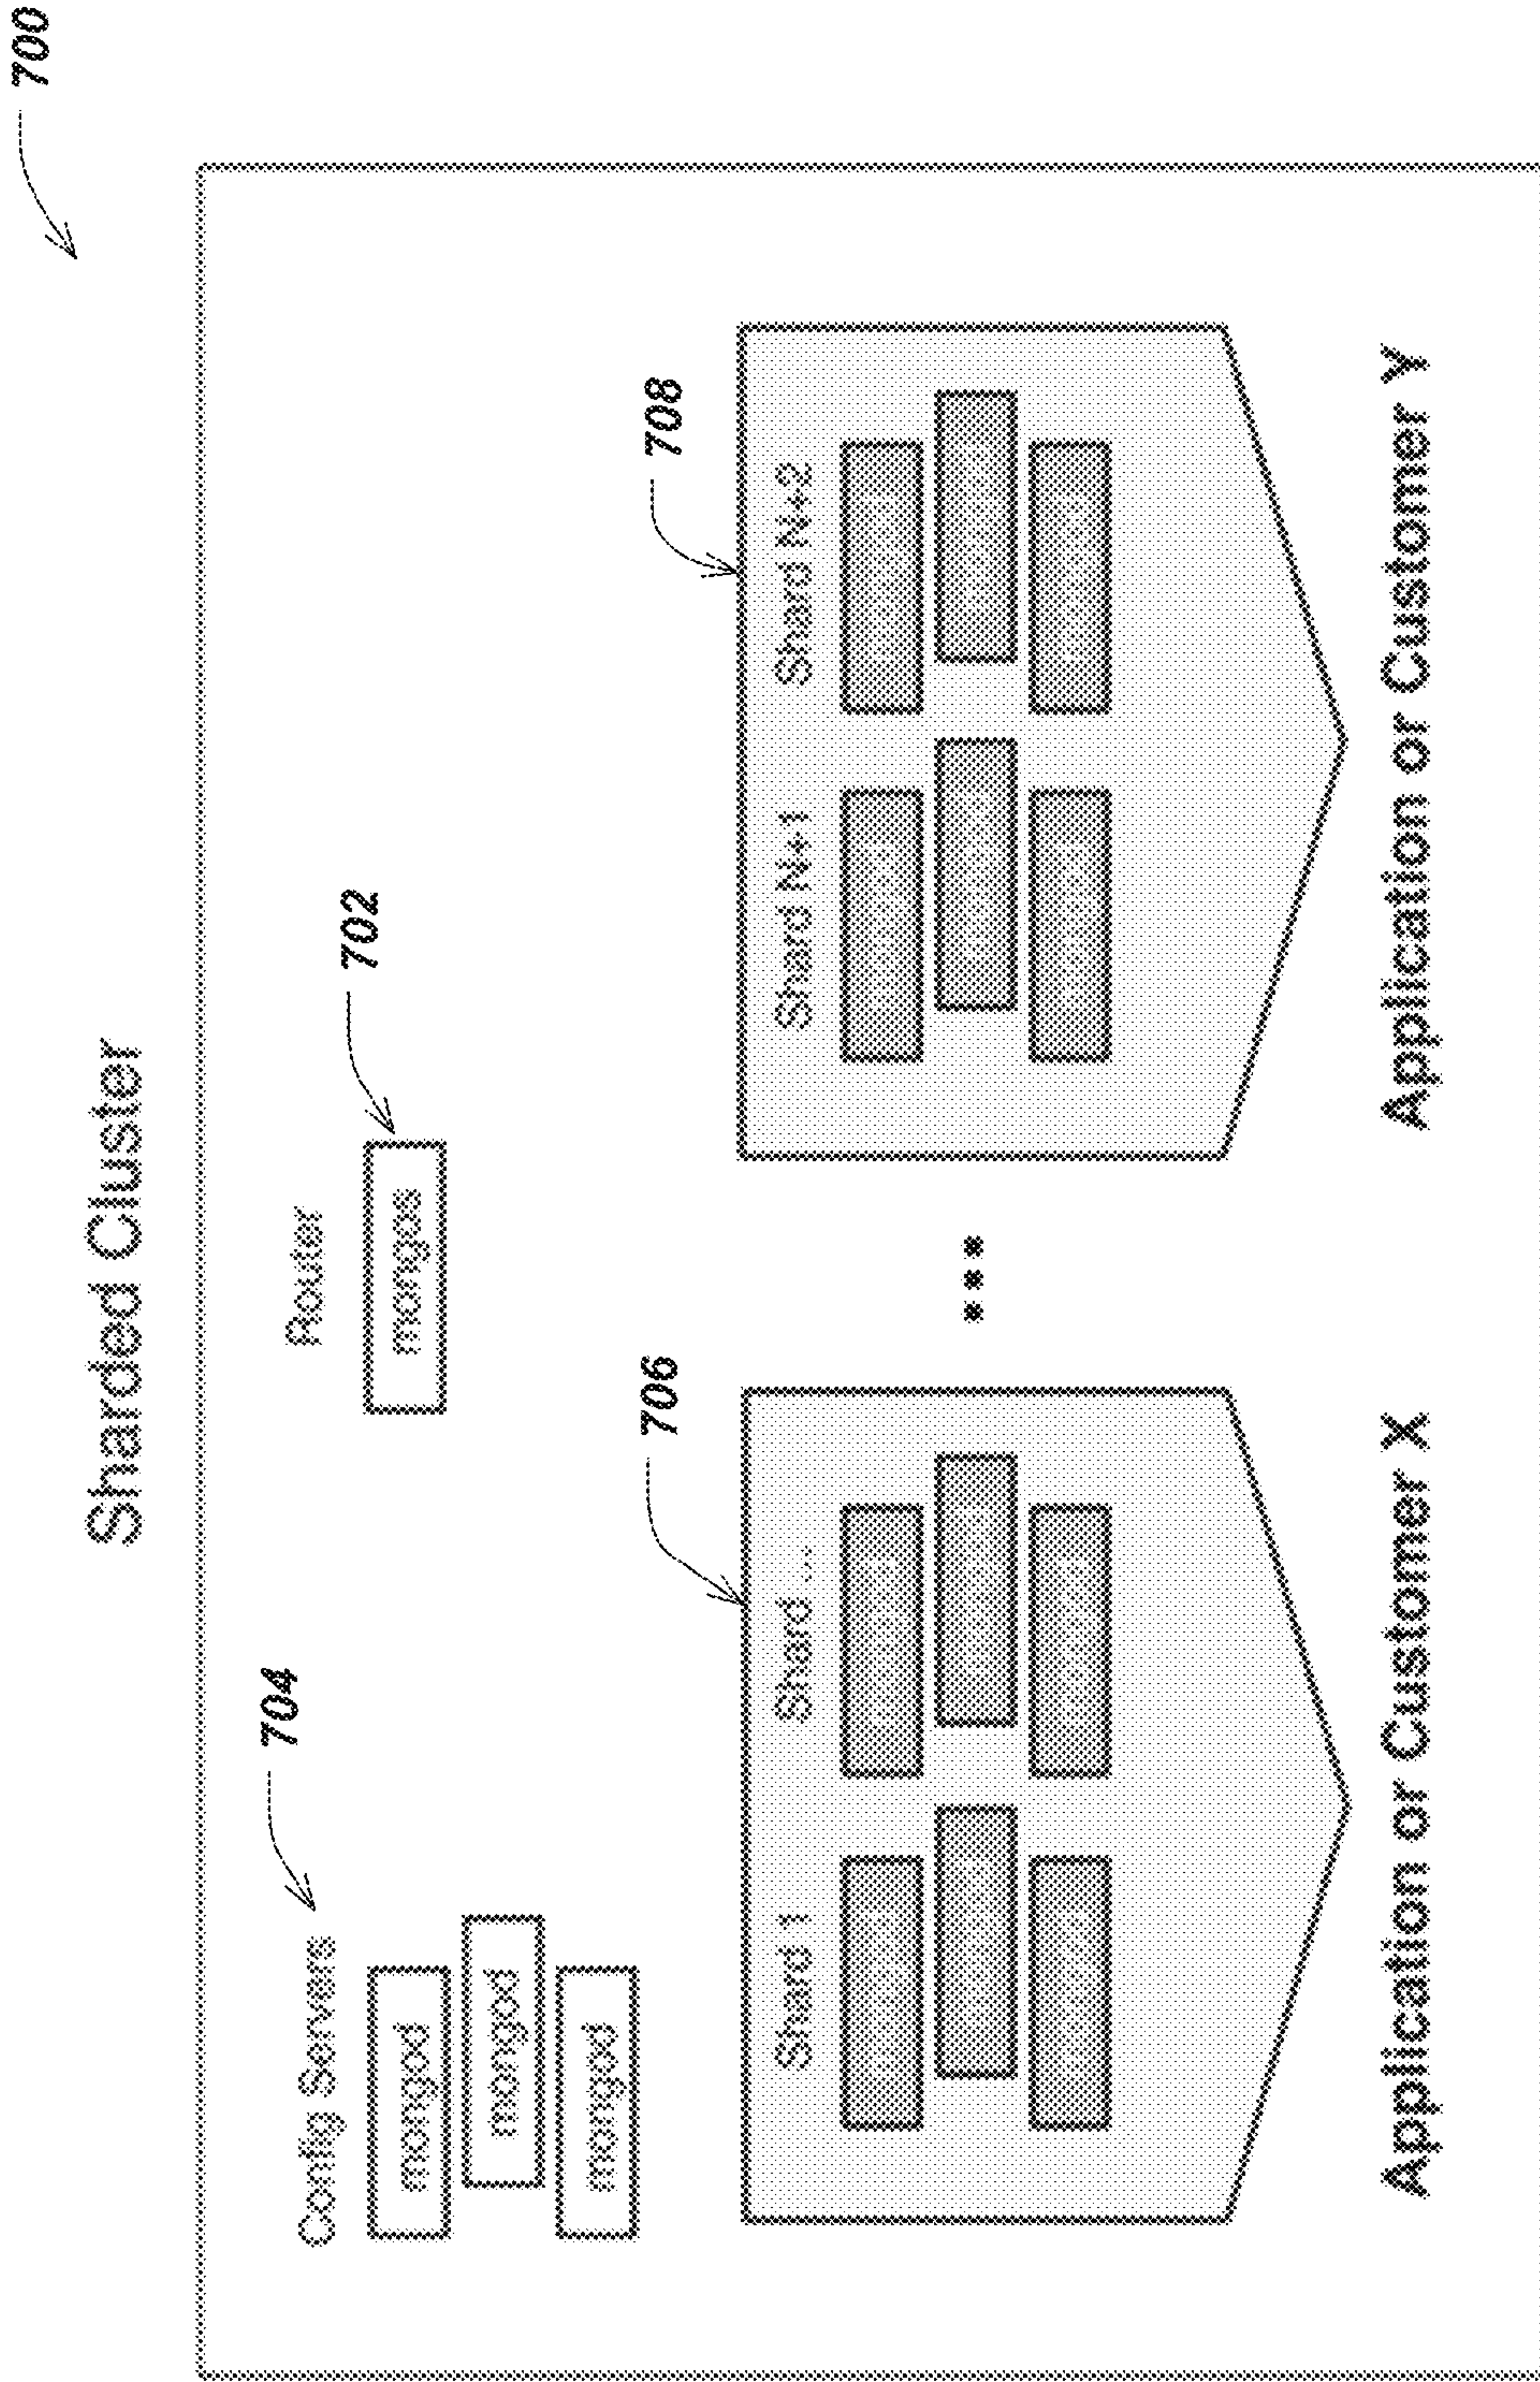 700
Sharded Cluster
704
Config Servers
mongod
mongod
mongod
Router
702
mongos
706
Shard 1
Shard ...
708
Shard N+1
Shard N+2
Application or Customer X
Application or Customer Y